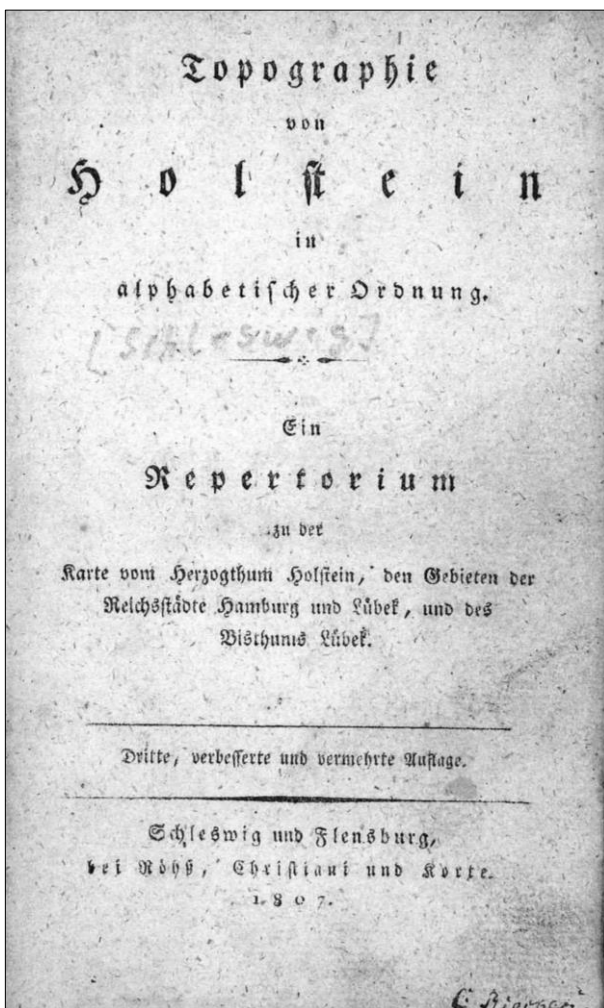 Topographie
von
Holstein
in
alphabetischer Ordnung.
[Schleswig]
Ein
Repertorium
zu der
Karte vom Herzogthum Holstein, den Gebieten der
Reichsstädte Hamburg und Lübek, und des
Bisthums Lübek.
Dritte, verbesserte und vermehrte Auflage.
Schleswig und Flensburg,
bei Röhß, Christiani und Korte.
1807.